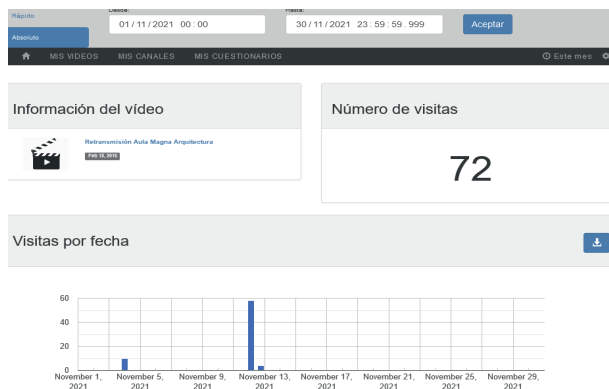 Rápido
Absoluto
Desde:
01/11/2021 00:00
Hasta:
30/11/2021 23:59:59.999
Aceptar
MIS VIDEOS MIS CANALES MIS CUESTIONARIOS
Este mes
Información del vídeo
Retransmisión Aula Magna Arquitectura
Feb 10, 2016
Número de visitas
72
Visitas por fecha
60
40
20
0
November 1, 2021
November 5, 2021
November 9, 2021
November 13, 2021
November 17, 2021
November 21, 2021
November 25, 2021
November 29, 2021